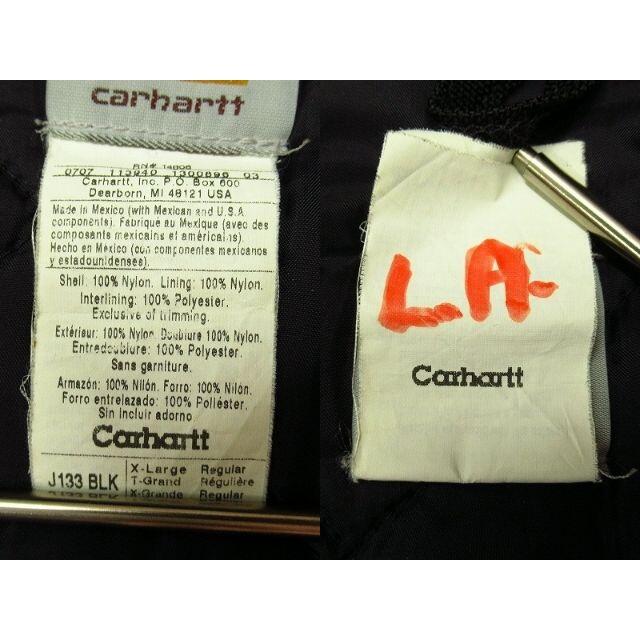 carhartt
RN# 14806
0707 113940 1300896 03
Carhartt, Inc. P.O. Box 600
Dearborn, MI 48121 USA
Made in Mexico (with Mexican and U.S.A.
components). Fabriqué au Mexique (avec des
composants mexicains et américains).
Hecho en México (con componentes mexicanos
y estadounidenses).
Shell: 100% Nylon. Lining: 100% Nylon.
Interlining: 100% Polyester.
Exclusive of trimming.
Extérieur: 100% Nylon. Doublure 100% Nylon.
Entredoublure: 100% Polyester.
Sans garniture.
Armazón: 100% Nilón. Forro: 100% Nilon.
Forro entrelazado: 100% Poliéster.
Sin incluir adorno
Carhartt
J133 BLK X-Large Regular
T-Grand Régulière
X-Grande Regular
L.A.
Carhartt